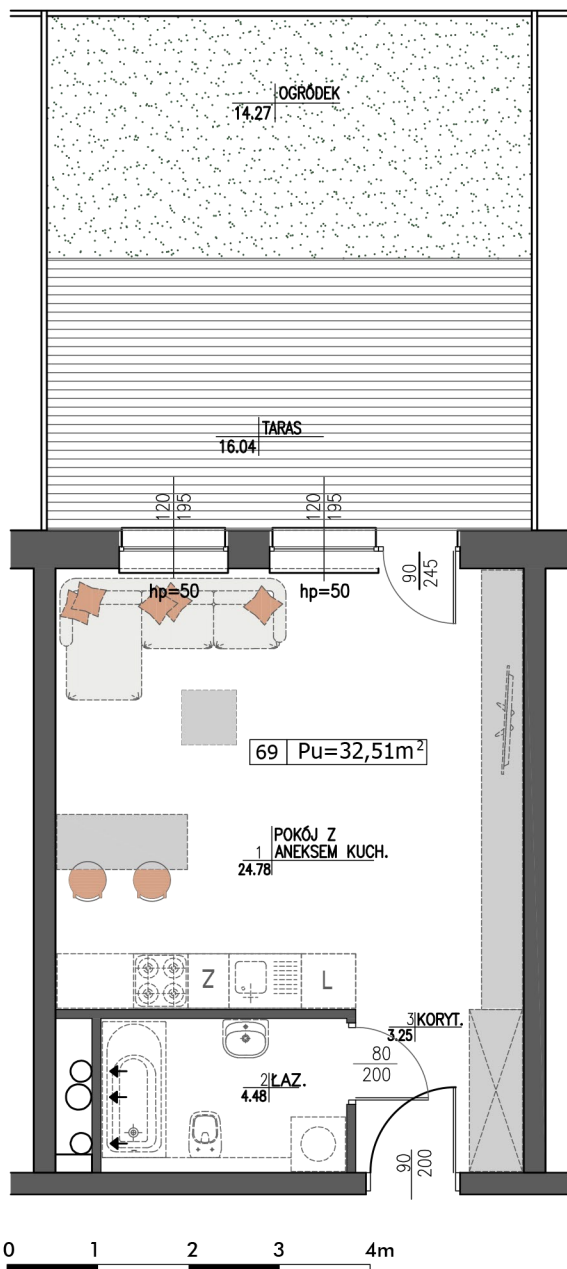 OGRÓDEK
14.27
TARAS
16.04
120
195
120
195
hp=50
hp=50
90
245
69 Pu=32,51m²
1 POKÓJ Z
ANEKSEM KUCH.
24.78
Z
L
3 KORYT.
3.25
80
200
2 ŁAZ.
4.48
90
200
0 1 2 3 4m